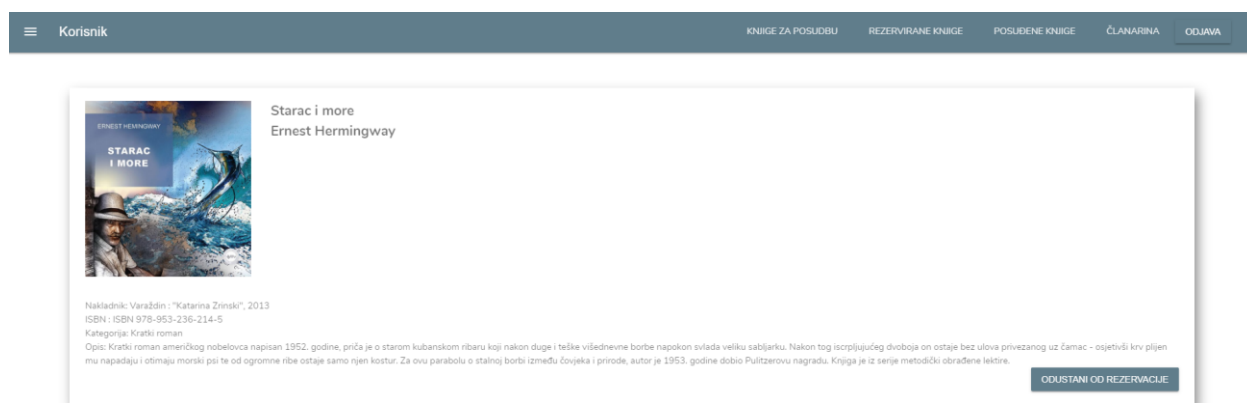 Korisnik
KNJIGE ZA POSUDBU
REZERVIRANE KNJIGE
POSUĐENE KNJIGE
ČLANARINA
ODJAVA
ERNEST HEMINGWAY
STARAC
I MORE
Starac i more
Ernest Hermingway
Nakladnik: Varaždin : "Katarina Zrinski", 2013
ISBN : ISBN 978-953-236-214-5
Kategorija: Kratki roman
Opis: Kratki roman američkog nobelovca napisan 1952. godine, priča je o starom kubanskom ribaru koji nakon duge i teške višednevne borbe napokon svlada veliku sabljarku. Nakon tog iscrpljujućeg dvoboja on ostaje bez ulova privezanog uz čamac - osjetivši krv plijen
mu napadaju i otimaju morski psi te od ogromne ribe ostaje samo njen kostur. Za ovu parabolu o stalnoj borbi između čovjeka i prirode, autor je 1953. godine dobio Pulitzerovu nagradu. Knjiga je iz serije metodički obrađene lektire.
ODUSTANI OD REZERVACIJE